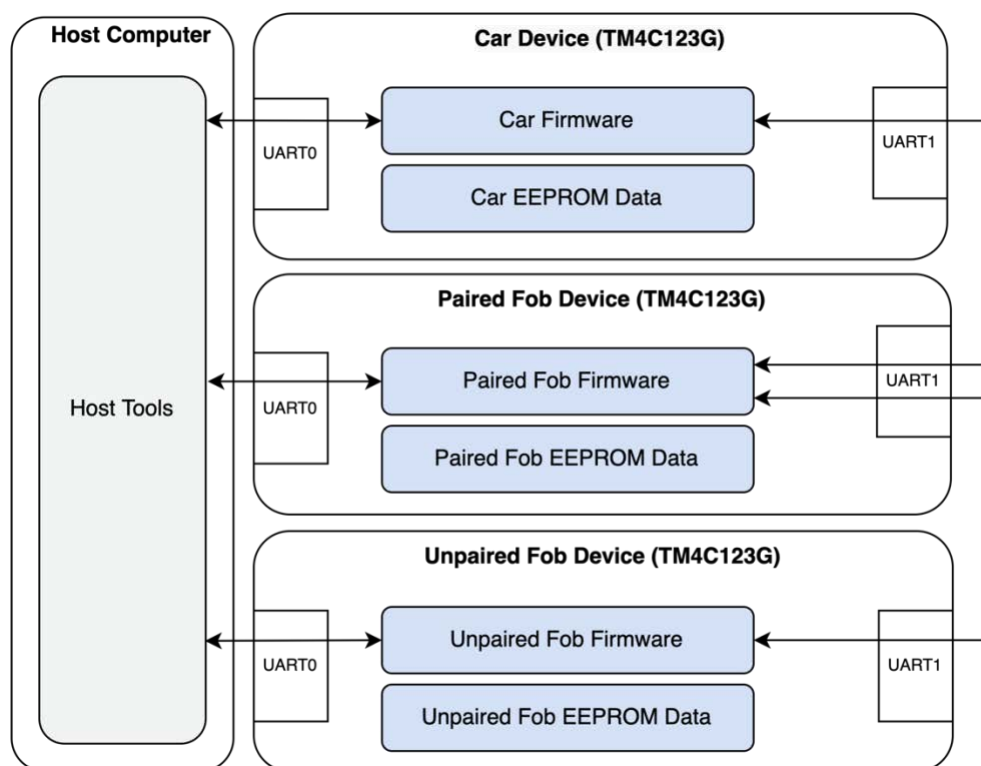 Host Computer
Host Tools
Car Device (TM4C123G)
UART0
Car Firmware
Car EEPROM Data
UART1
Paired Fob Device (TM4C123G)
UART0
Paired Fob Firmware
Paired Fob EEPROM Data
UART1
Unpaired Fob Device (TM4C123G)
UART0
Unpaired Fob Firmware
Unpaired Fob EEPROM Data
UART1